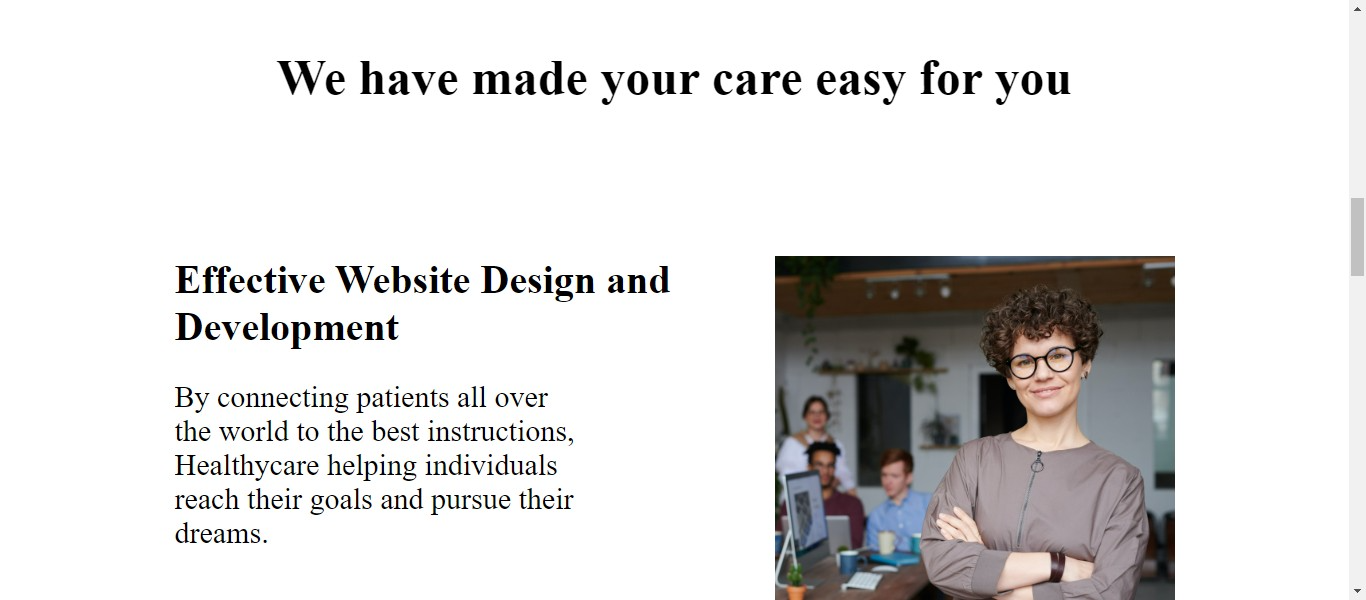 We have made your care easy for you
Effective Website Design and
Development
By connecting patients all over
the world to the best instructions,
Healthycare helping individuals
reach their goals and pursue their
dreams.